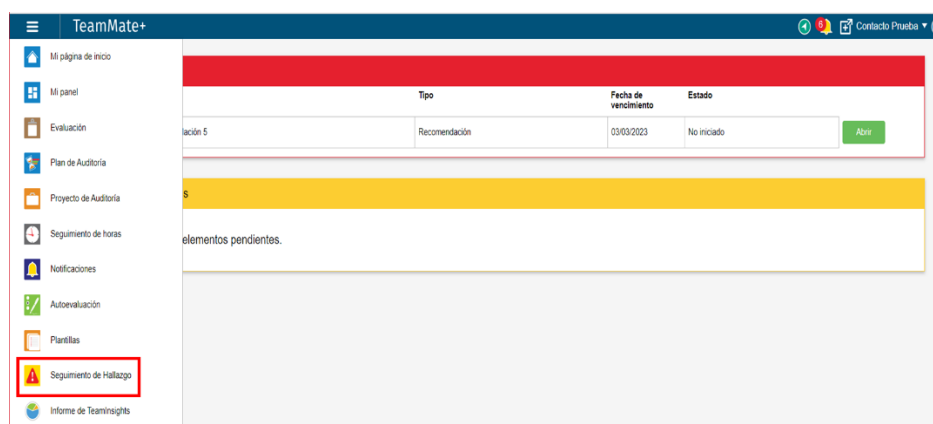 TeamMate+
6
Contacto Prueba
Mi página de inicio
Mi panel
Evaluación
Plan de Auditoría
Proyecto de Auditoría
Seguimiento de horas
Notificaciones
Autoevaluación
Plantillas
Seguimiento de Hallazgo
Informe de TeamInsights
Tipo
Fecha de
vencimiento
Estado
lación 5
Recomendación
03/03/2023
No iniciado
Abrir
s
elementos pendientes.